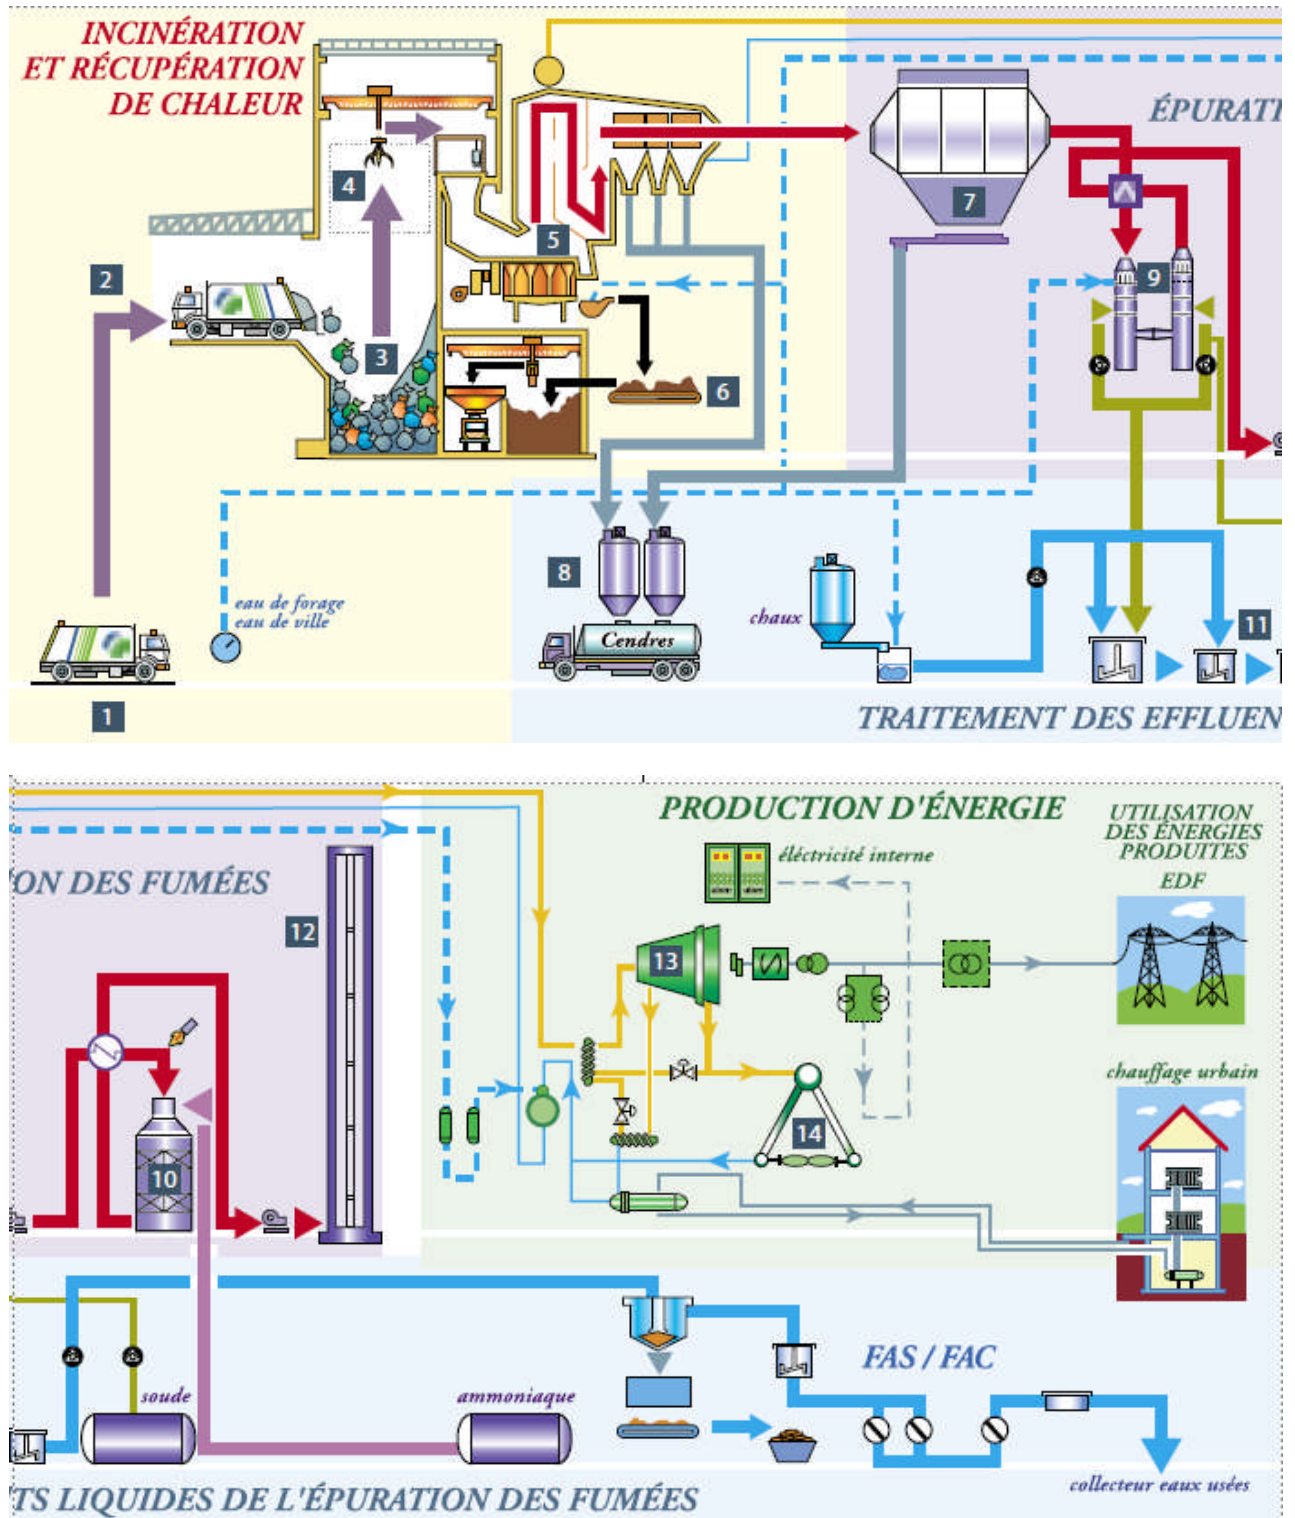 INCINÉRATION
ET RÉCUPÉRATION
DE CHALEUR
ÉPURATI
4
7
5
2
9
3
6
8
eau de forage
eau de ville
chaux
Cendres
11
1
TRAITEMENT DES EFFLUEN
PRODUCTION D'ÉNERGIE
UTILISATION
DES ÉNERGIES
PRODUITES
EDF
éléctricité interne
ON DES FUMÉES
12
13
chauffage urbain
14
10
FAS / FAC
soude
ammoniaque
collecteur eaux usées
TS LIQUIDES DE L'ÉPURATION DES FUMÉES